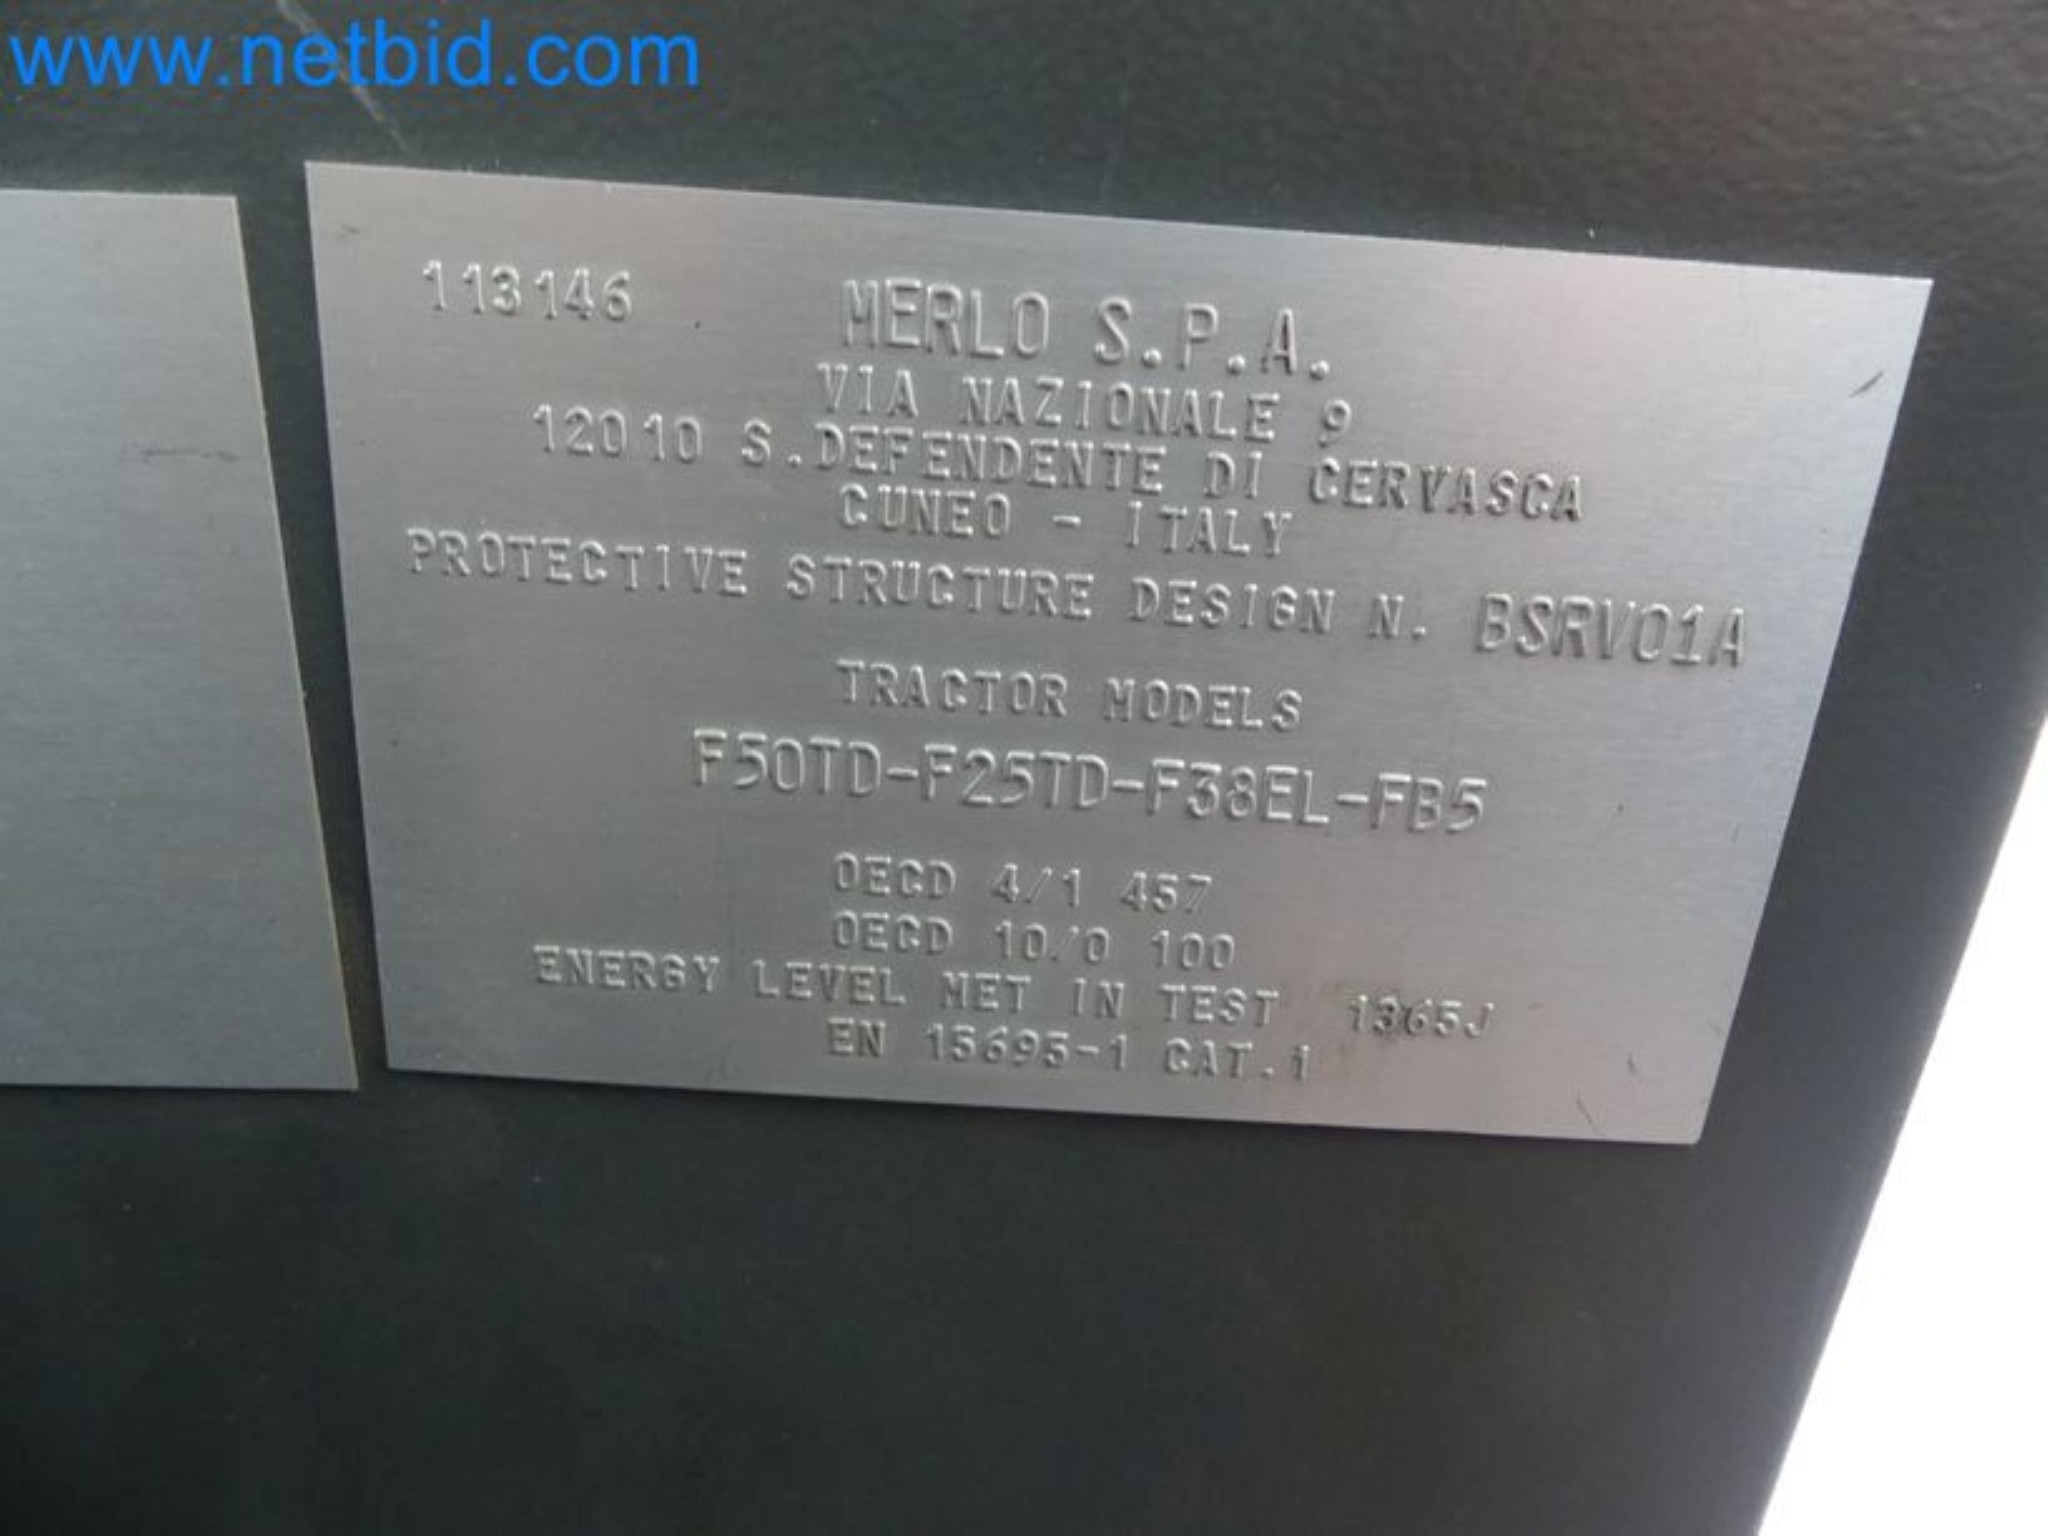 www.netbid.com
113146 MERLO S.P.A.
VIA NAZIONALE 9
12010 S.DEFENDENTE DI CERVASCA
CUNEO - ITALY
PROTECTIVE STRUCTURE DESIGN N. BSRV01A
TRACTOR MODELS
F50TD-F25TD-F38EL-FB5
OECD 4/1 457
OECD 10/0 100
ENERGY LEVEL MET IN TEST 1365J
EN 15695-1 CAT.1